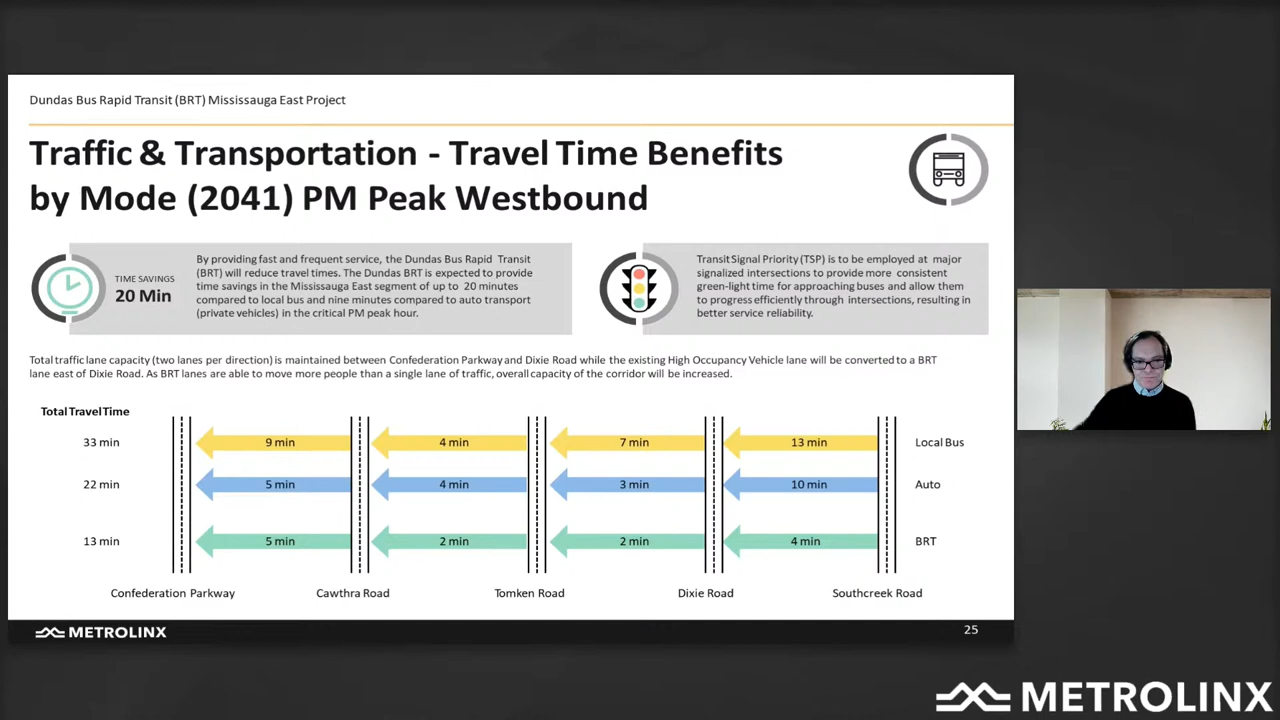 Dundas Bus Rapid Transit (BRT) Mississauga East Project
Traffic & Transportation - Travel Time Benefits
by Mode (2041) PM Peak Westbound
TIME SAVINGS
20 Min
By providing fast and frequent service, the Dundas Bus Rapid Transit
(BRT) will reduce travel times. The Dundas BRT is expected to provide
time savings in the Mississauga East segment of up to 20 minutes
compared to local bus and nine minutes compared to auto transport
(private vehicles) in the critical PM peak hour.
Transit Signal Priority (TSP) is to be employed at major
signalized intersections to provide more consistent
green-light time for approaching buses and allow them
to progress efficiently through intersections, resulting in
better service reliability.
Total traffic lane capacity (two lanes per direction) is maintained between Confederation Parkway and Dixie Road while the existing High Occupancy Vehicle lane will be converted to a BRT
lane east of Dixie Road. As BRT lanes are able to move more people than a single lane of traffic, overall capacity of the corridor will be increased.
Total Travel Time
33 min 9 min 4 min 7 min 13 min Local Bus
22 min 5 min 4 min 3 min 10 min Auto
13 min 5 min 2 min 2 min 4 min BRT
Confederation Parkway Cawthra Road Tomken Road Dixie Road Southcreek Road
METROLINX 25
METROLINX